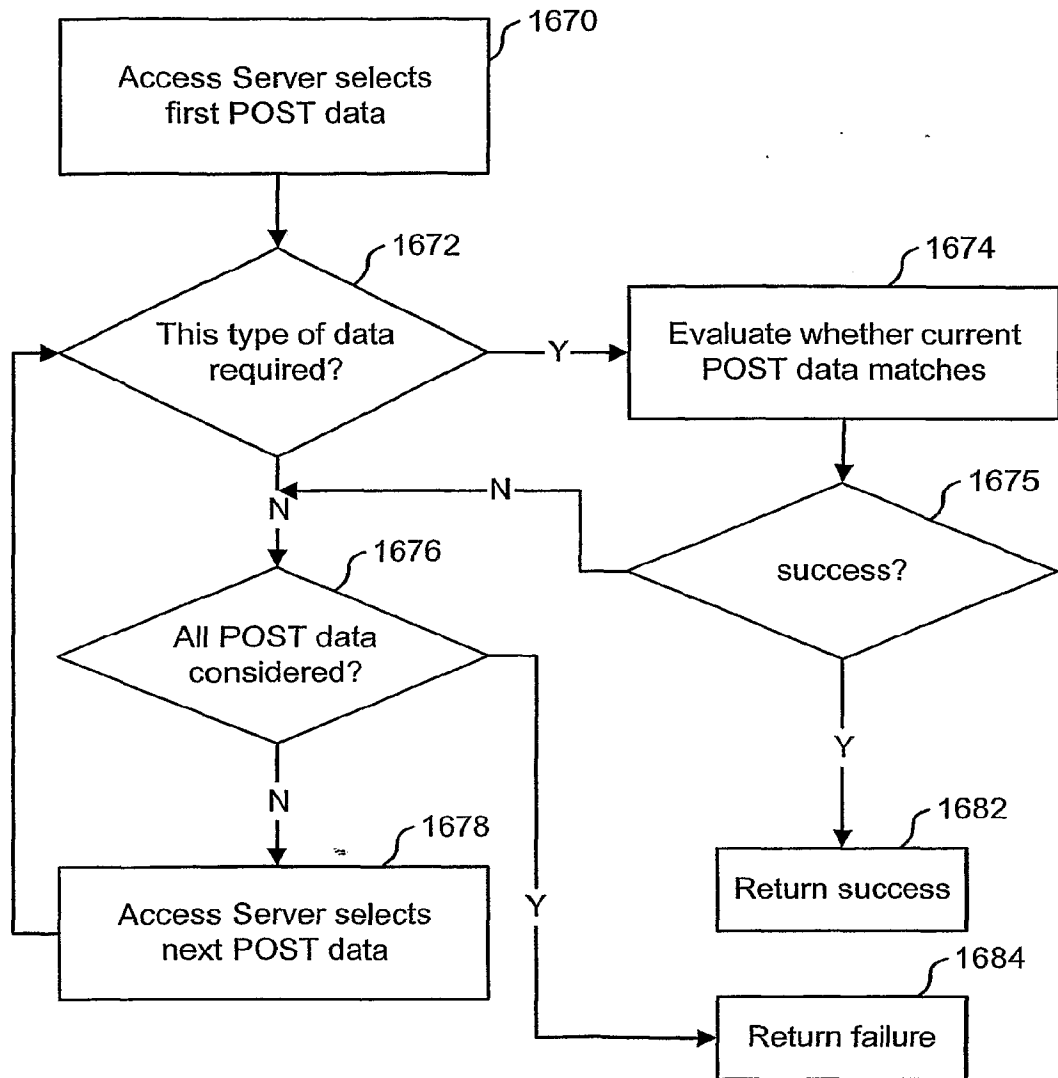 1670
Access Server selects
first POST data
1672
This type of data
required?
Y
1674
Evaluate whether current
POST data matches
N
N
1675
success?
1676
All POST data
considered?
Y
N
1678
Access Server selects
next POST data
Y
1682
Return success
1684
Return failure